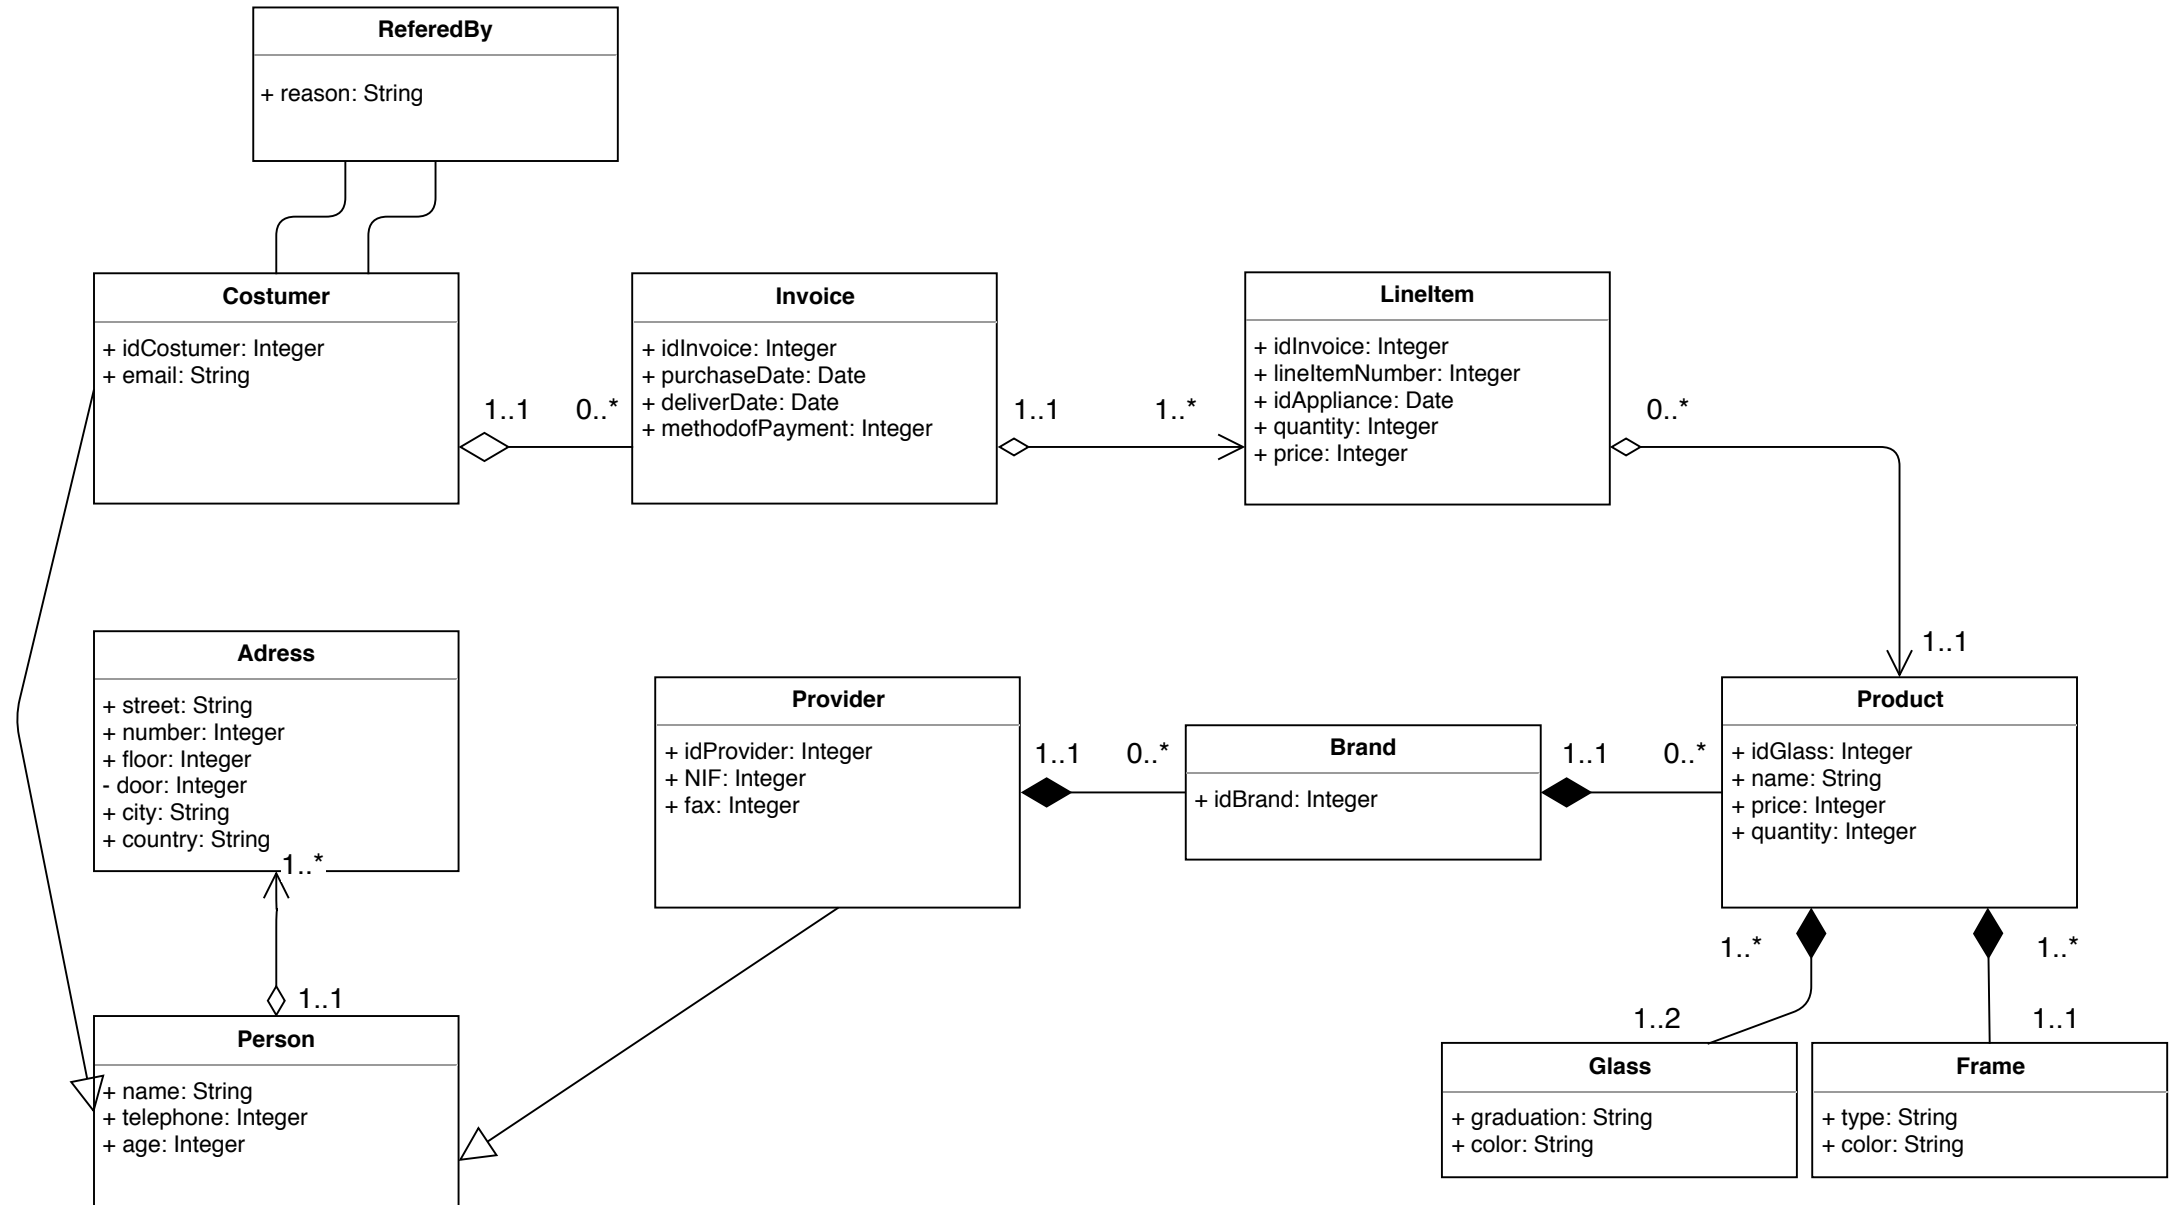 ReferedBy
+ reason: String
Costumer
+ idCostumer: Integer
+ email: String
1..1
0..*
Invoice
+ idInvoice: Integer
+ purchaseDate: Date
+ deliverDate: Date
+ methodofPayment: Integer
1..1
1..*
LineItem
+ idInvoice: Integer
+ lineItemNumber: Integer
+ idAppliance: Date
+ quantity: Integer
+ price: Integer
0..*
1..1
Adress
+ street: String
+ number: Integer
+ floor: Integer
- door: Integer
+ city: String
+ country: String
1..*
1..1
Person
+ name: String
+ telephone: Integer
+ age: Integer
Provider
+ idProvider: Integer
+ NIF: Integer
+ fax: Integer
1..1
0..*
Brand
+ idBrand: Integer
1..1
0..*
Product
+ idGlass: Integer
+ name: String
+ price: Integer
+ quantity: Integer
1..*
1..*
1..2
1..1
Glass
+ graduation: String
+ color: String
Frame
+ type: String
+ color: String